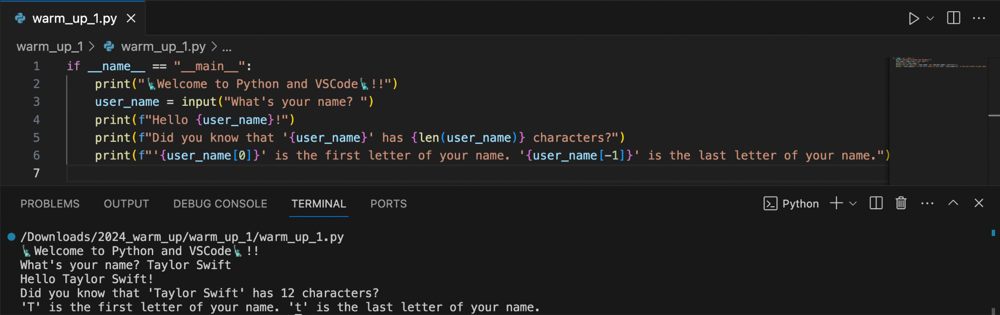 warm_up_1.py
warm_up_1 > warm_up_1.py > ...
1 if __name__ == "__main__":
2     print("🗽Welcome to Python and VSCode🗽!!")
3     user_name = input("What's your name? ")
4     print(f"Hello {user_name}!")
5     print(f"Did you know that '{user_name}' has {len(user_name)} characters?")
6     print(f"'{user_name[0]}' is the first letter of your name. '{user_name[-1]}' is the last letter of your name.")
7
PROBLEMS OUTPUT DEBUG CONSOLE TERMINAL PORTS Python
/Downloads/2024_warm_up/warm_up_1/warm_up_1.py
🗽Welcome to Python and VSCode🗽!!
What's your name? Taylor Swift
Hello Taylor Swift!
Did you know that 'Taylor Swift' has 12 characters?
'T' is the first letter of your name. 't' is the last letter of your name.